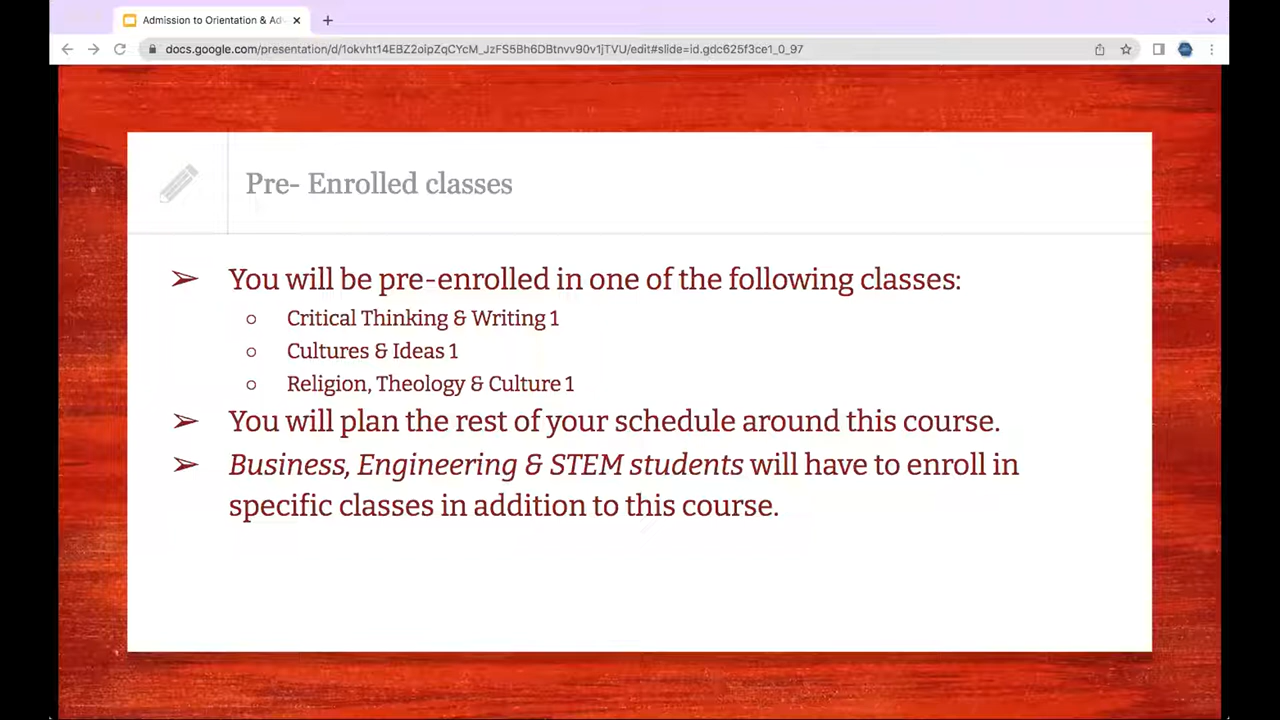 Admission to Orientation & Ad
docs.google.com/presentation/d/1okvht14EBZ2oipZqCYcM_JzFS5Bh6DBtnvv90v1jTVU/edit#slide=id.gdc625f3ce1_0_97
Pre- Enrolled classes
➢ You will be pre-enrolled in one of the following classes:
○ Critical Thinking & Writing 1
○ Cultures & Ideas 1
○ Religion, Theology & Culture 1
➢ You will plan the rest of your schedule around this course.
➢ Business, Engineering & STEM students will have to enroll in
specific classes in addition to this course.